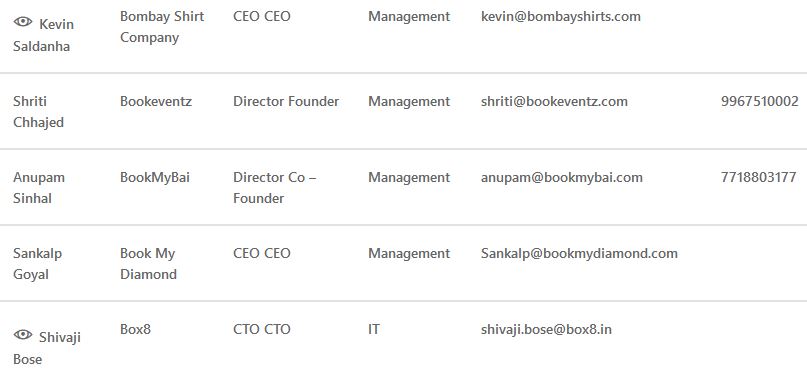 Kevin Saldanha Bombay Shirt Company CEO CEO Management kevin@bombayshirts.com
Shriti Chhajed Bookeventz Director Founder Management shriti@bookeventz.com 9967510002
Anupam Sinhal BookMyBai Director Co – Founder Management anupam@bookmybai.com 7718803177
Sankalp Goyal Book My Diamond CEO CEO Management Sankalp@bookmydiamond.com
Shivaji Bose Box8 CTO CTO IT shivaji.bose@box8.in